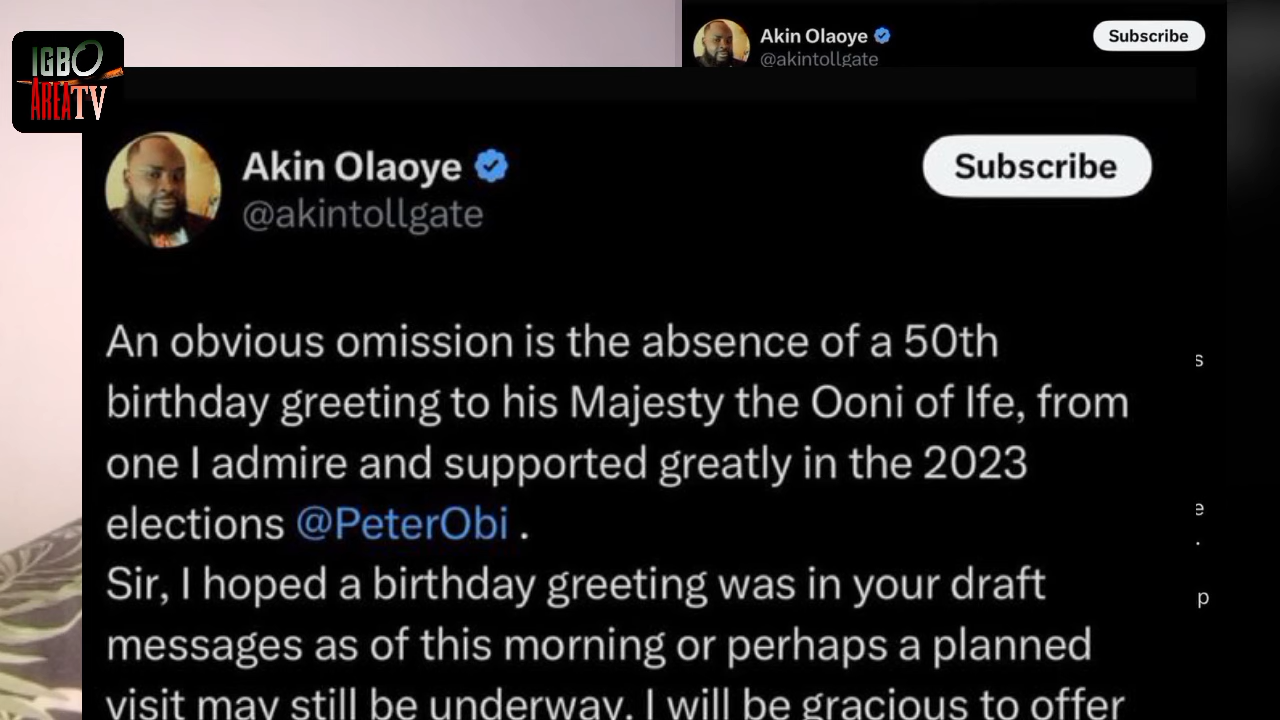 IGBO
AREATV
Akin Olaoye
Subscribe
@akintollgate
Akin Olaoye
Subscribe
@akintollgate
An obvious omission is the absence of a 50th
birthday greeting to his Majesty the Ooni of Ife, from
one I admire and supported greatly in the 2023
elections @PeterObi .
Sir, I hoped a birthday greeting was in your draft
messages as of this morning or perhaps a planned
visit may still be underway. I will be gracious to offer
s
e
.
p